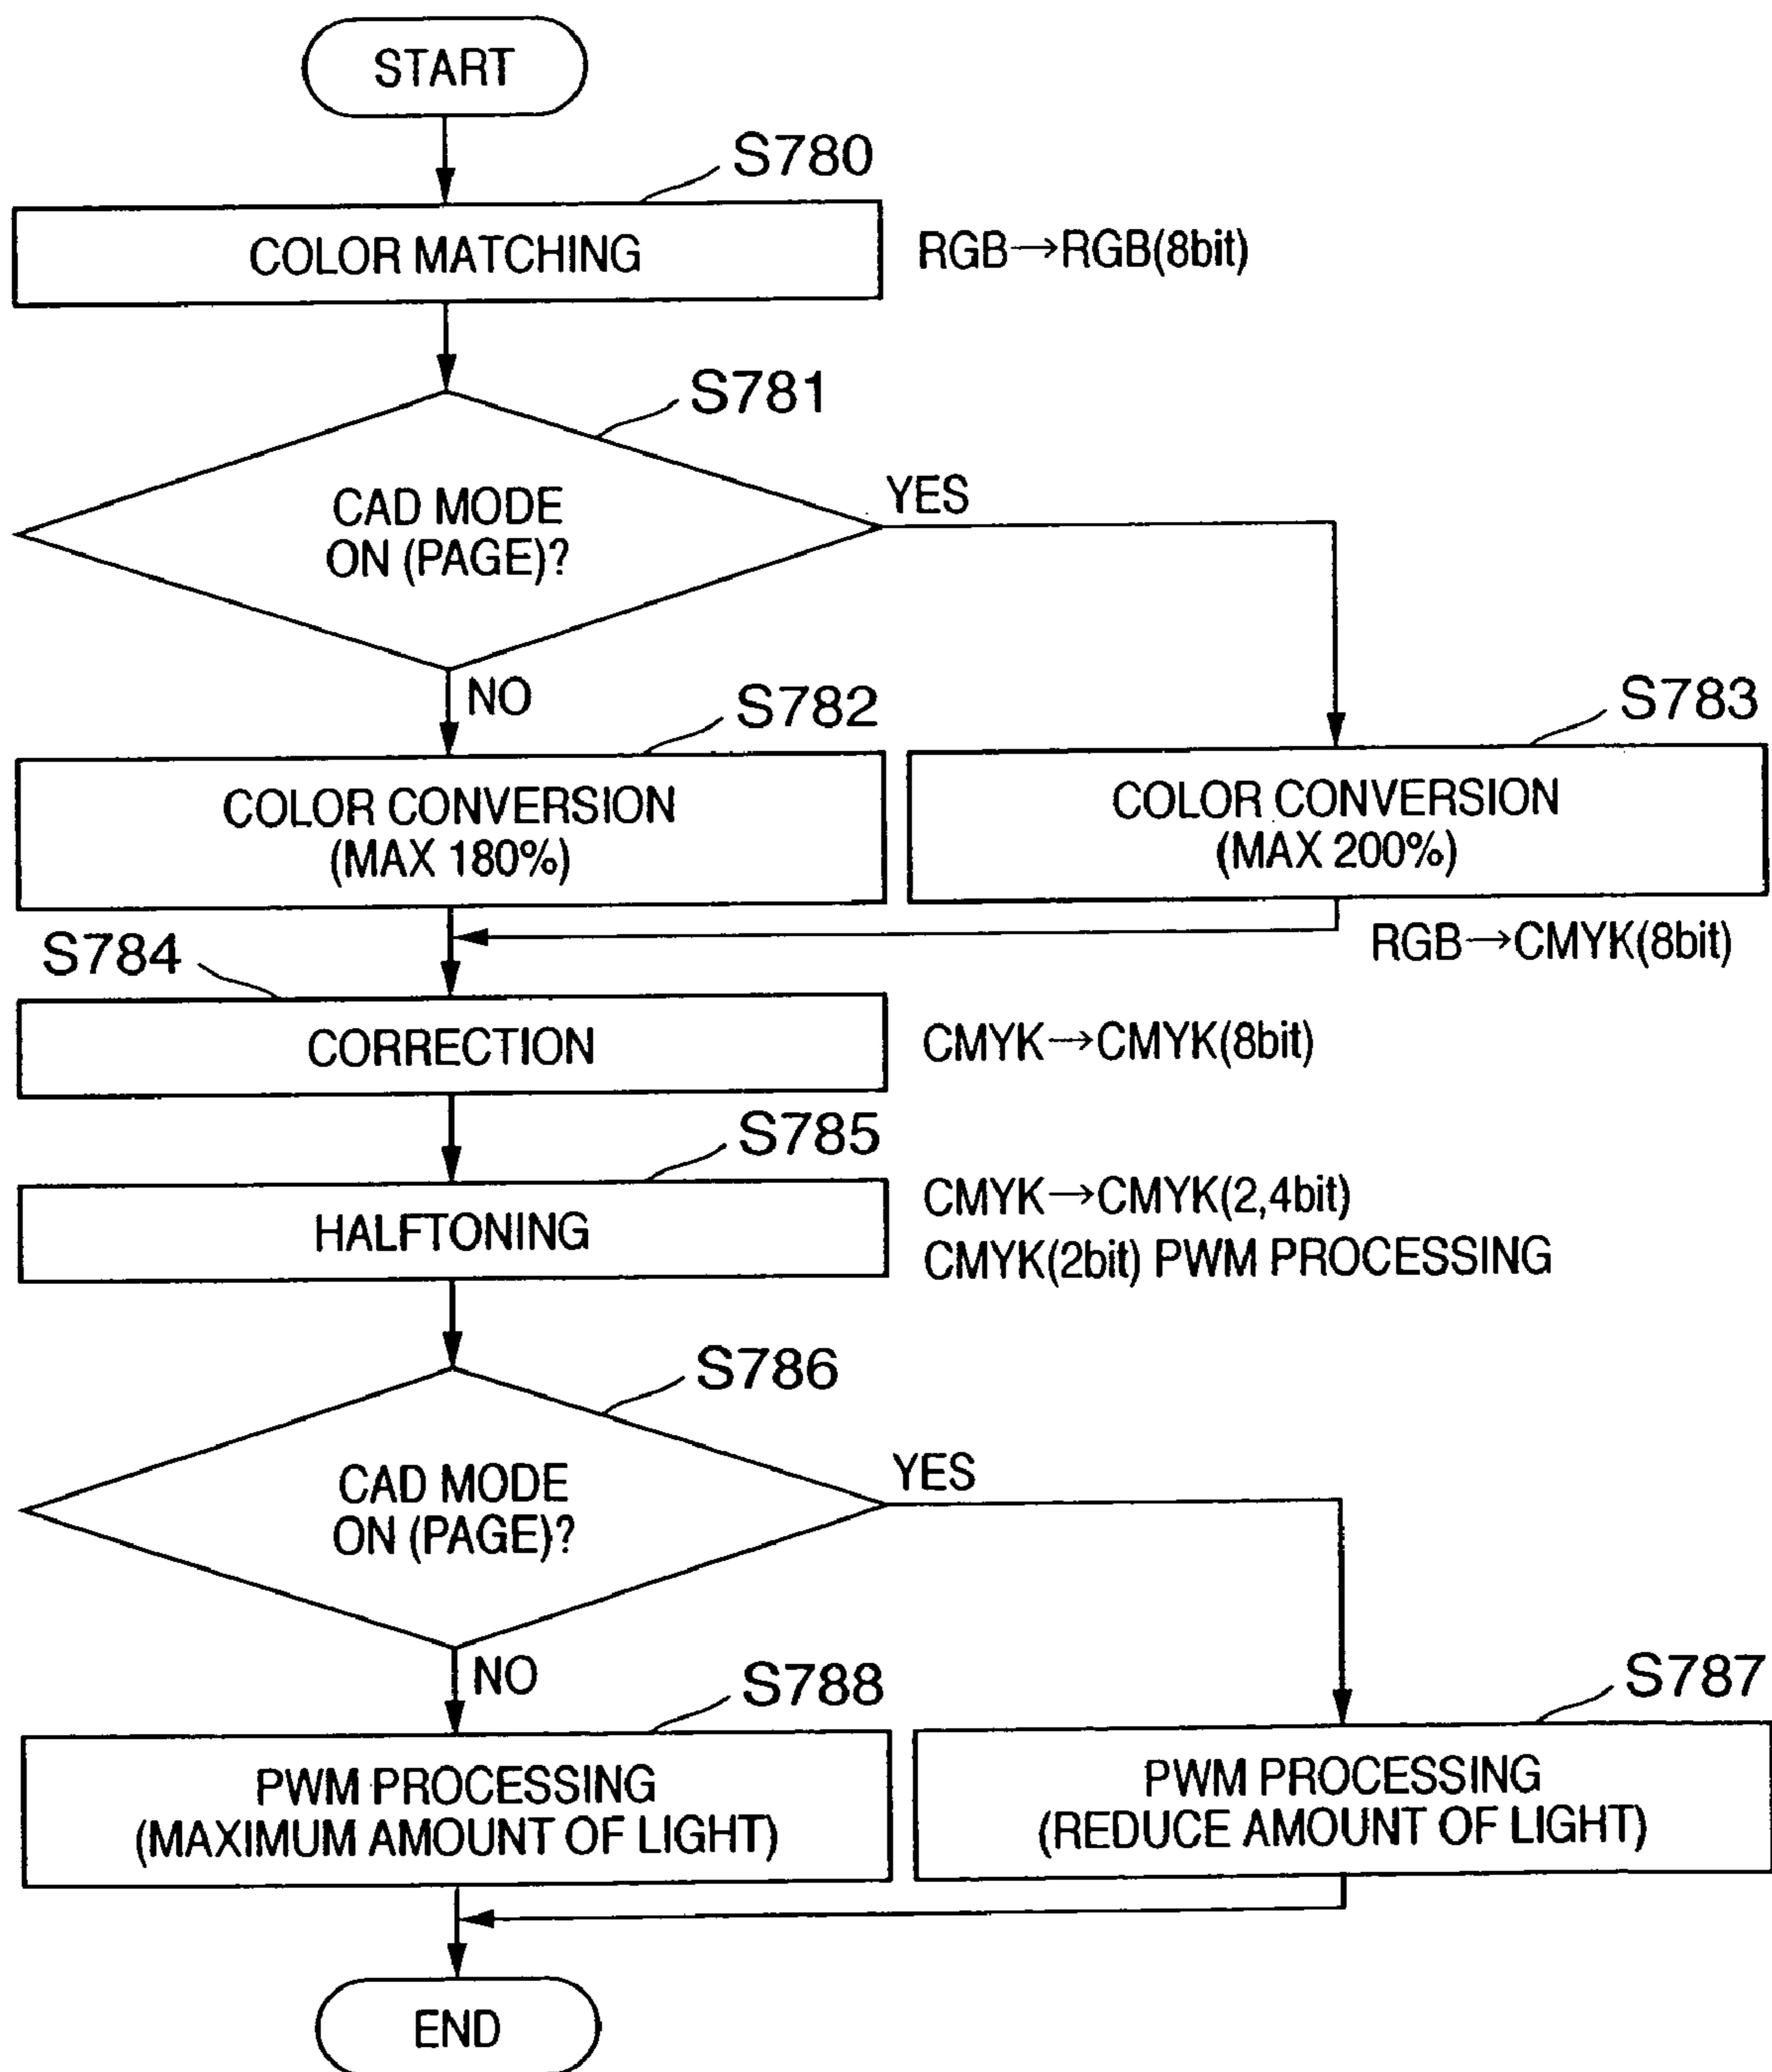 START
S780
COLOR MATCHING
RGB→RGB(8bit)
S781
CAD MODE
ON (PAGE)?
YES
NO
S782
COLOR CONVERSION
(MAX 180%)
S783
COLOR CONVERSION
(MAX 200%)
RGB→CMYK(8bit)
S784
CORRECTION
CMYK→CMYK(8bit)
S785
HALFTONING
CMYK→CMYK(2,4bit)
CMYK(2bit) PWM PROCESSING
S786
CAD MODE
ON (PAGE)?
YES
NO
S788
PWM PROCESSING
(MAXIMUM AMOUNT OF LIGHT)
S787
PWM PROCESSING
(REDUCE AMOUNT OF LIGHT)
END